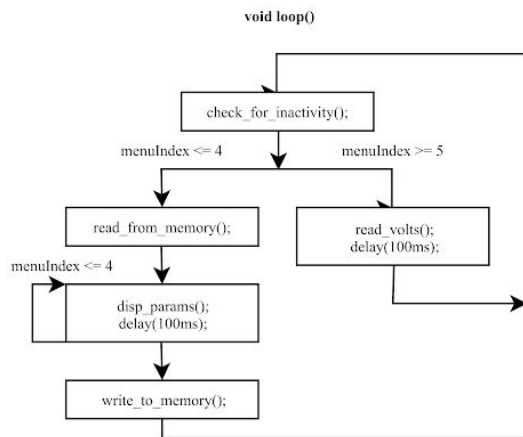 void loop()
check_for_inactivity();
menuIndex <= 4
menuIndex >= 5
read_from_memory();
read_volts();
delay(100ms);
menuIndex <= 4
disp_params();
delay(100ms);
write_to_memory();